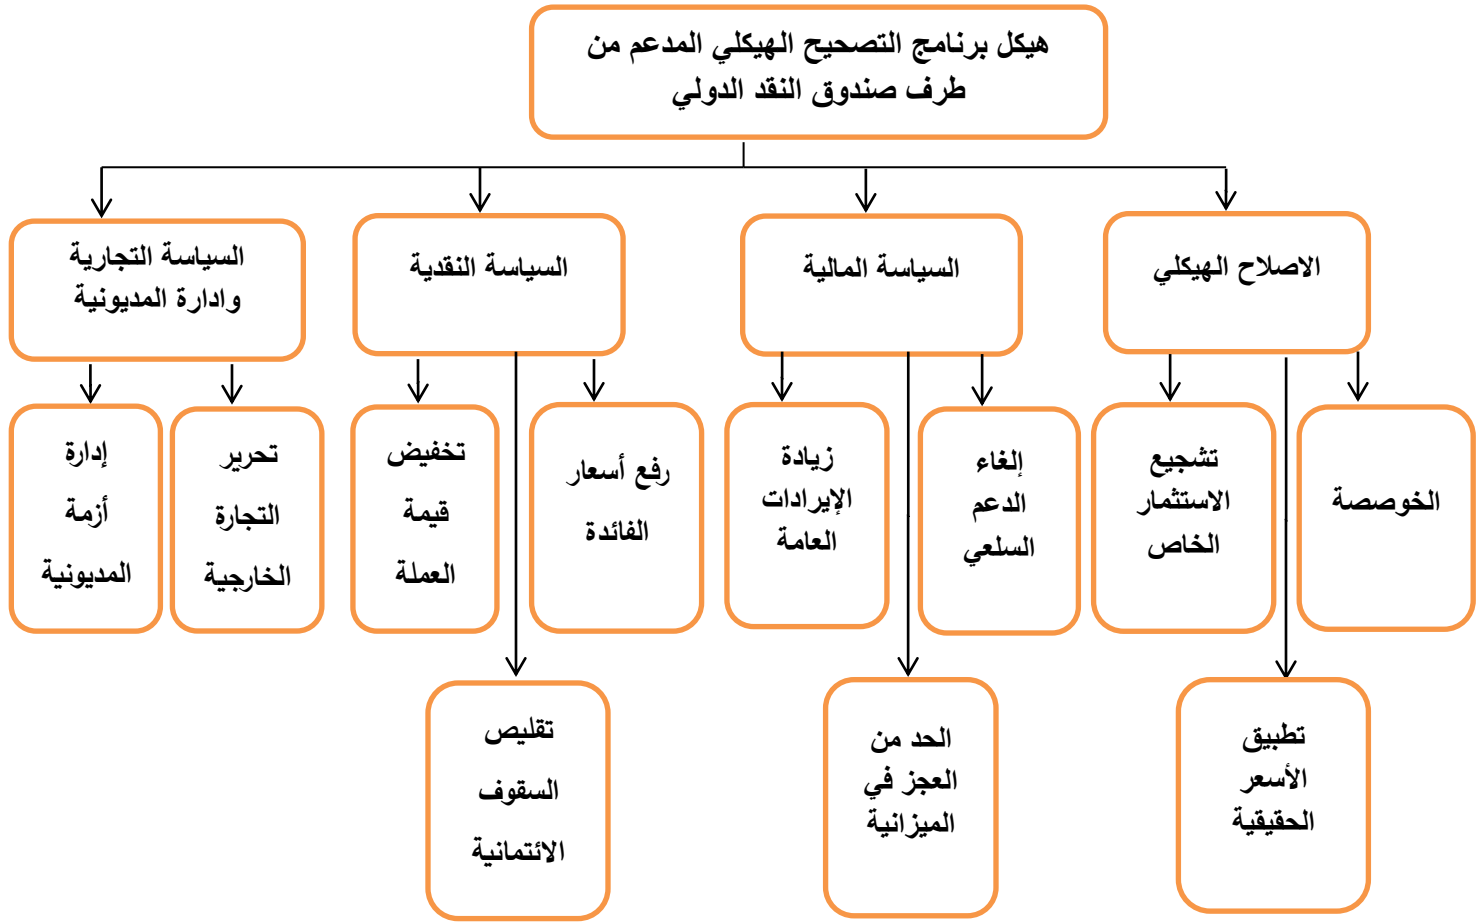 هيكل برنامج التصحيح الهيكلي المدعم من
طرف صندوق النقد الدولي
الاصلاح الهيكلي
السياسة المالية
السياسة النقدية
السياسة التجارية
وادارة المديونية
الخوصصة
تشجيع
الاستثمار
الخاص
إلغاء
الدعم
السلعي
زيادة
الإيرادات
العامة
رفع أسعار
الفائدة
تخفيض
قيمة
العملة
تحرير
التجارة
الخارجية
إدارة
أزمة
المديونية
تطبيق
الأسعر
الحقيقية
الحد من
العجز في
الميزانية
تقليص
السقوف
الائتمانية